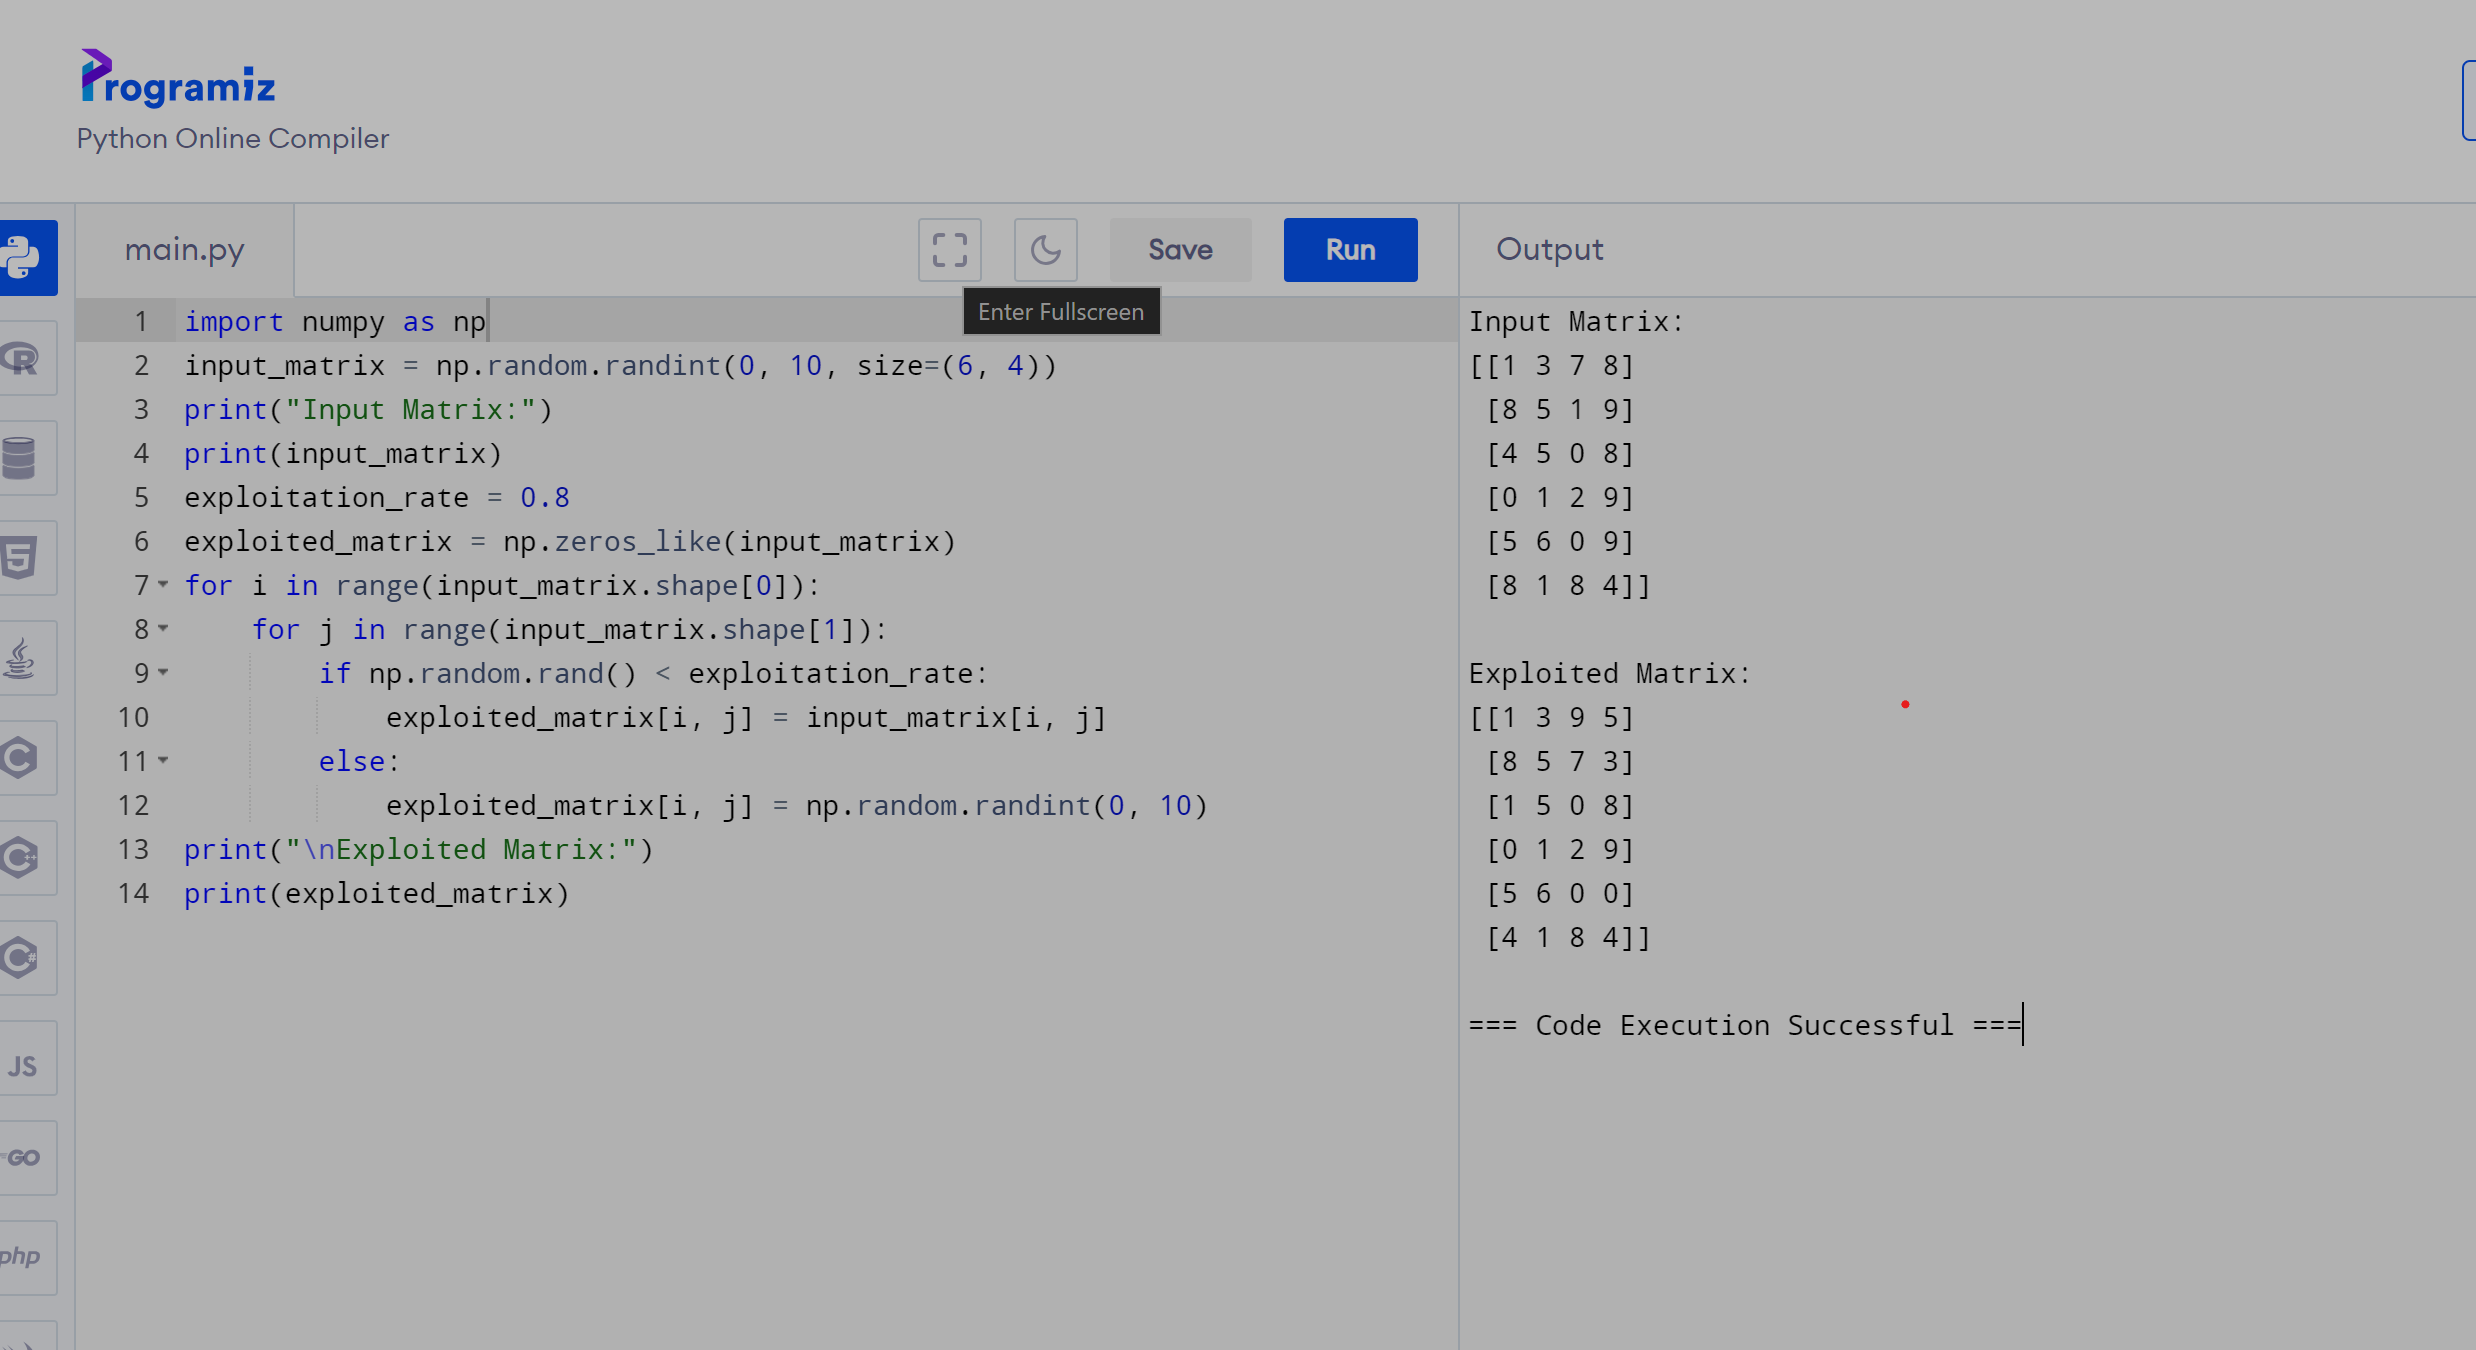 Programiz
Python Online Compiler
main.py
Save
Run
Output
Enter Fullscreen
1 import numpy as np
2 input_matrix = np.random.randint(0, 10, size=(6, 4))
3 print("Input Matrix:")
4 print(input_matrix)
5 exploitation_rate = 0.8
6 exploited_matrix = np.zeros_like(input_matrix)
7 for i in range(input_matrix.shape[0]):
8     for j in range(input_matrix.shape[1]):
9         if np.random.rand() < exploitation_rate:
10             exploited_matrix[i, j] = input_matrix[i, j]
11         else:
12             exploited_matrix[i, j] = np.random.randint(0, 10)
13 print("\nExploited Matrix:")
14 print(exploited_matrix)
Input Matrix:
[[1 3 7 8]
 [8 5 1 9]
 [4 5 0 8]
 [0 1 2 9]
 [5 6 0 9]
 [8 1 8 4]]
Exploited Matrix:
[[1 3 9 5]
 [8 5 7 3]
 [1 5 0 8]
 [0 1 2 9]
 [5 6 0 0]
 [4 1 8 4]]
=== Code Execution Successful ===
R
5
C
C++
C#
JS
GO
php